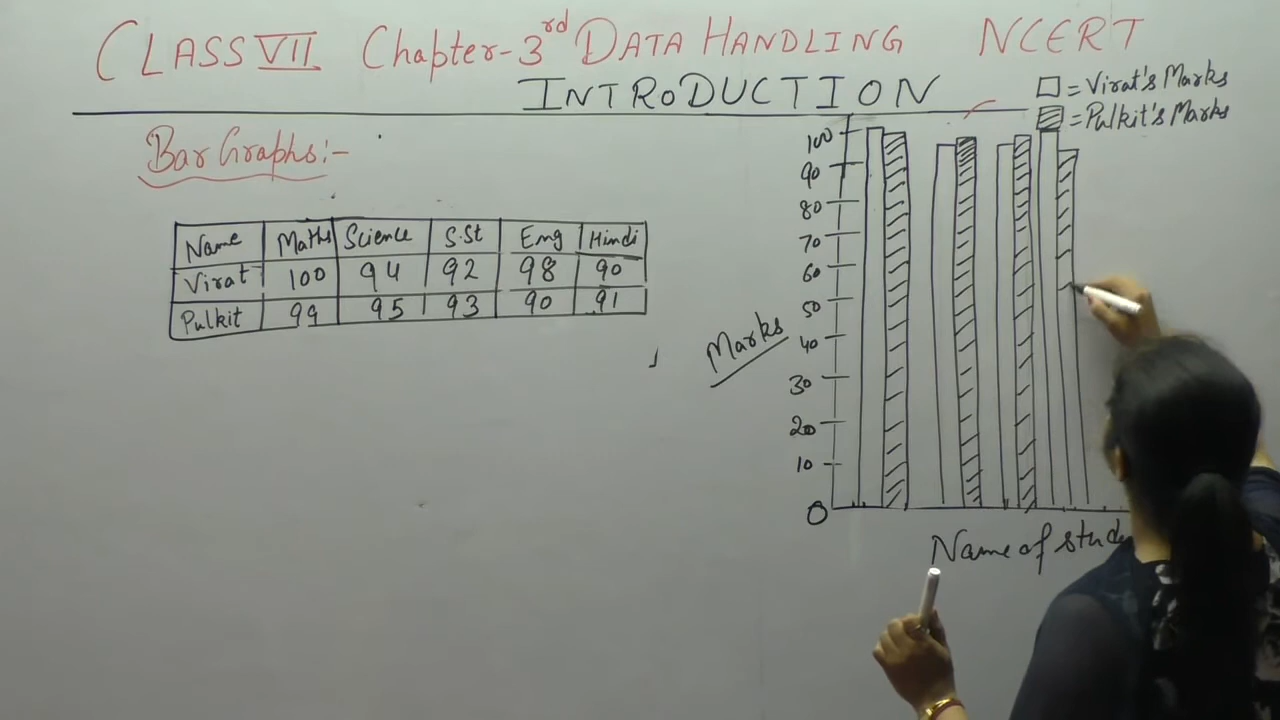 CLASS VII Chapter-3rd DATA HANDLING NCERT
INTRODUCTION
□ = Virat's Marks
▨ = Pulkit's Marks
Bar Graphs:-
Name Maths Science S.St Emg Hindi
Virat 100 94 92 98 90
Pulkit 99 95 93 90 91
Marks
100
90
80
70
60
50
40
30
20
10
0
Name of stud